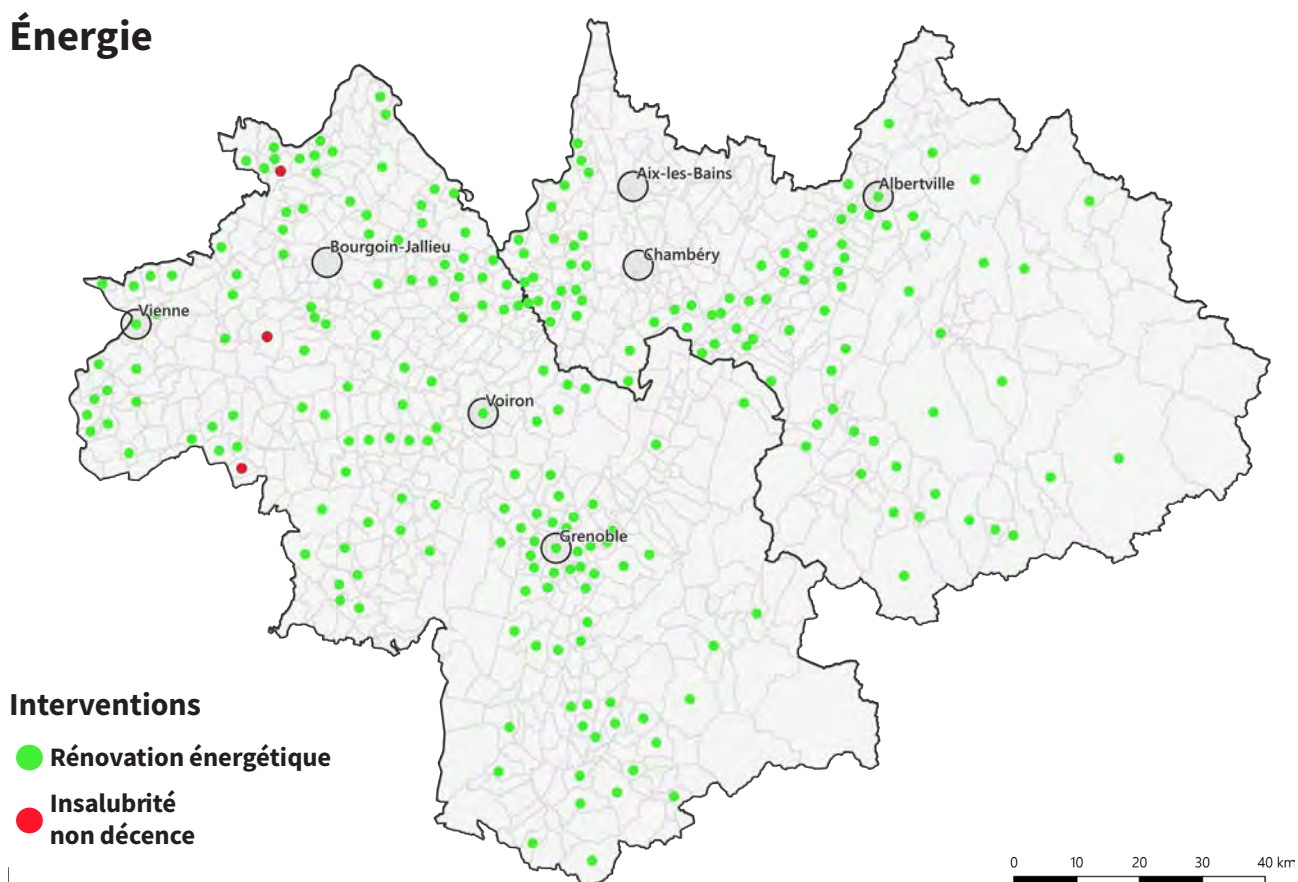 Énergie
Aix-les-Bains
Albertville
Bourgoin-Jallieu
Chambéry
Vienne
Voiron
Grenoble
Interventions
Rénovation énergétique
Insalubrité
non décence
0 10 20 30 40 km